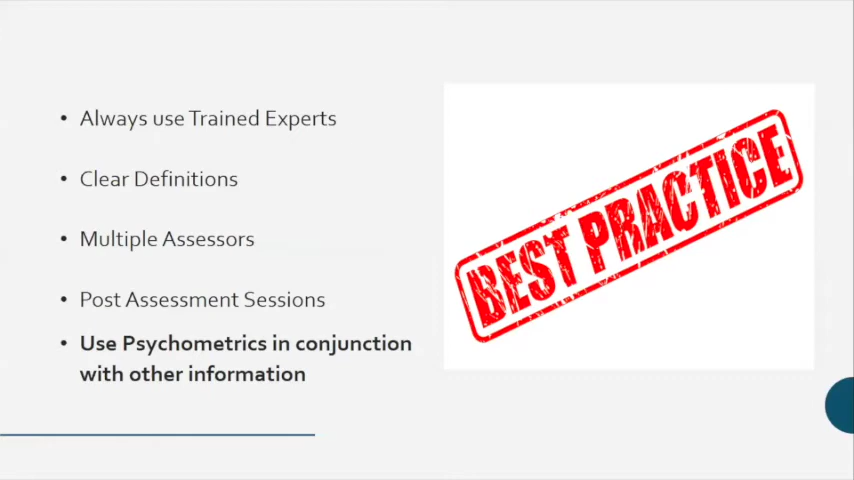 • Always use Trained Experts
• Clear Definitions
• Multiple Assessors
• Post Assessment Sessions
• Use Psychometrics in conjunction
with other information
BEST PRACTICE